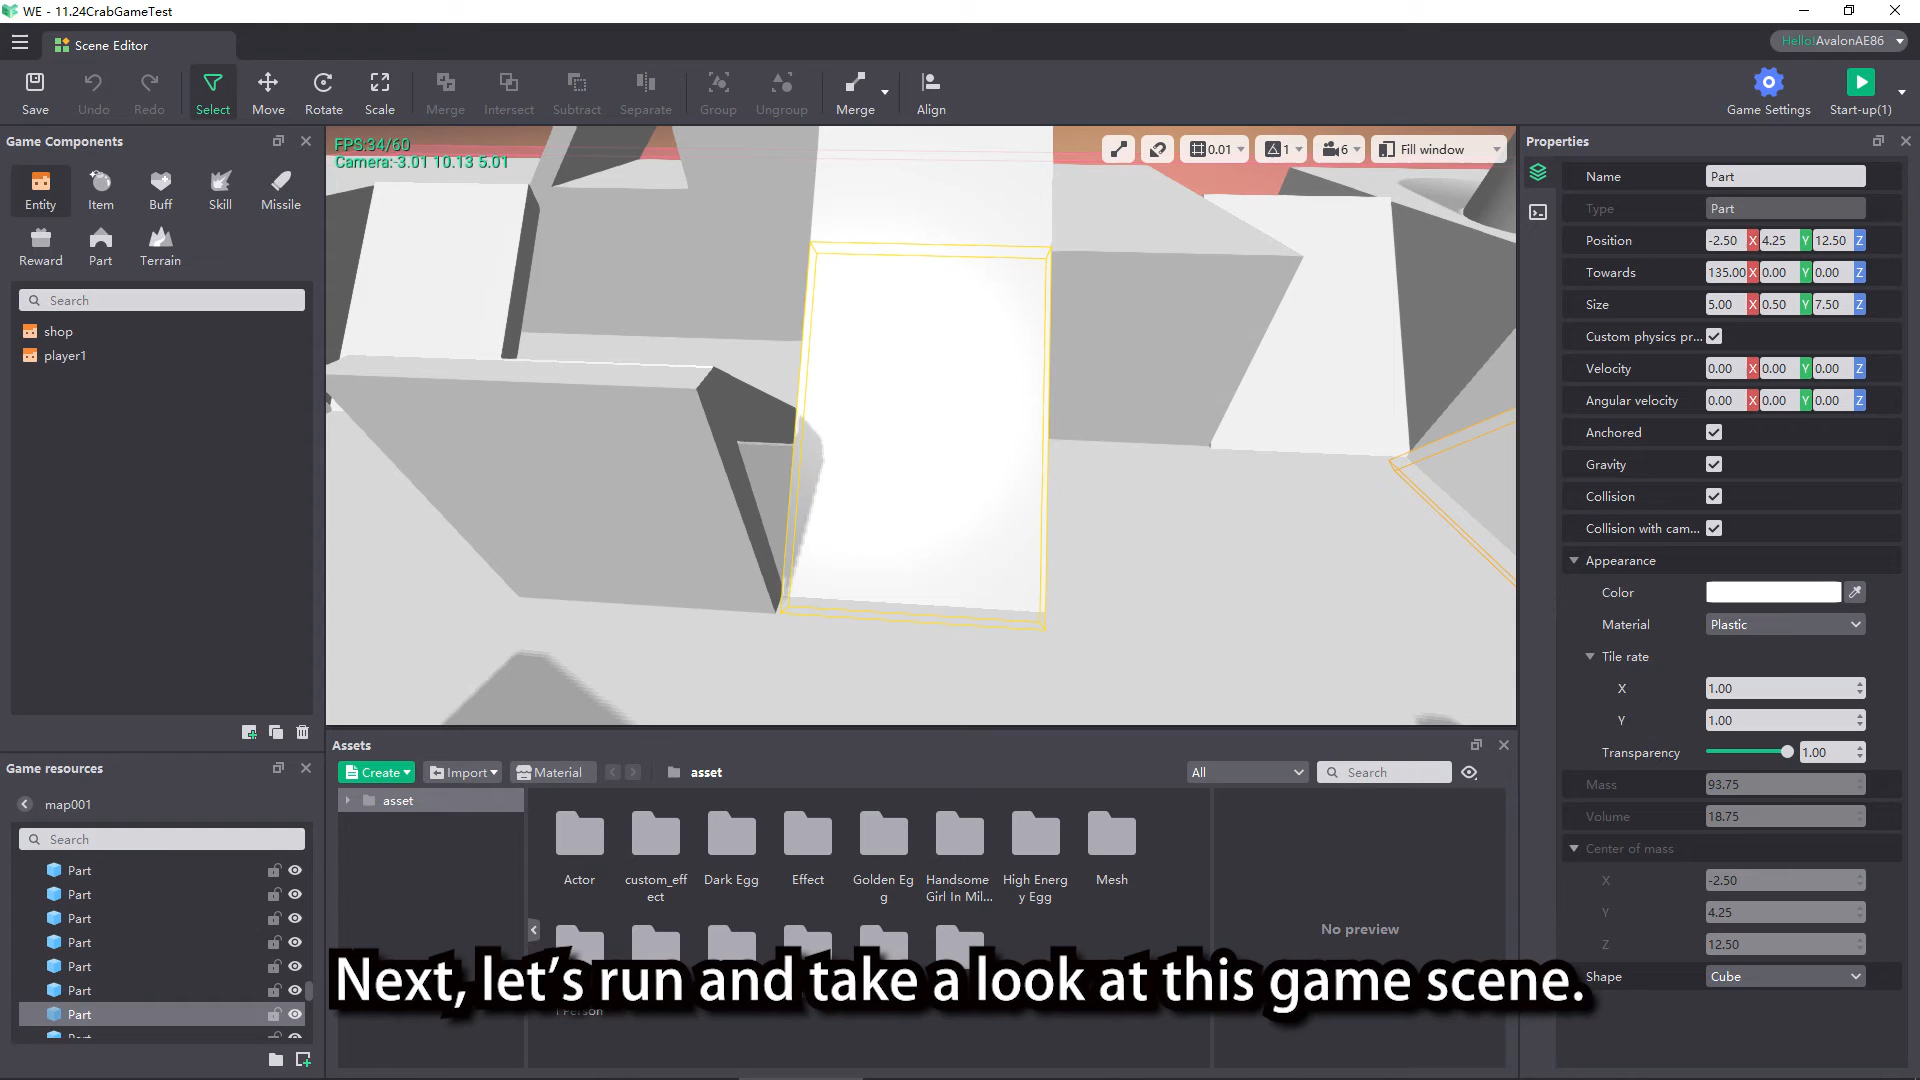 WE - 11.24CrabGameTest
Scene Editor
Hello!AvalonAE86
Save
Undo
Redo
Select
Move
Rotate
Scale
Merge
Intersect
Subtract
Separate
Group
Ungroup
Merge
Align
Game Settings
Start-up(1)
Game Components
Entity
Item
Buff
Skill
Missile
Reward
Part
Terrain
Search
shop
player1
FPS:34/60
Camera:-3.01 10.13 5.01
0.01
1
6
Fill window
Properties
Name
Part
Type
Part
Position
-2.50 X 4.25 Y 12.50 Z
Towards
135.00 X 0.00 Y 0.00 Z
Size
5.00 X 0.50 Y 7.50 Z
Custom physics pr...
Velocity
0.00 X 0.00 Y 0.00 Z
Angular velocity
0.00 X 0.00 Y 0.00 Z
Anchored
Gravity
Collision
Collision with cam...
Appearance
Color
Material
Plastic
Tile rate
X
1.00
Y
1.00
Transparency
1.00
Mass
93.75
Volume
18.75
Center of mass
X
-2.50
Y
4.25
Z
12.50
Shape
Cube
Game resources
map001
Search
Part
Part
Part
Part
Part
Part
Part
Assets
Create
Import
Material
asset
All
Search
asset
Actor
custom_eff
ect
Dark Egg
Effect
Golden Eg
g
Handsome
Girl In Mil...
High Energ
y Egg
Mesh
No preview
Next, let’s run and take a look at this game scene.
Person